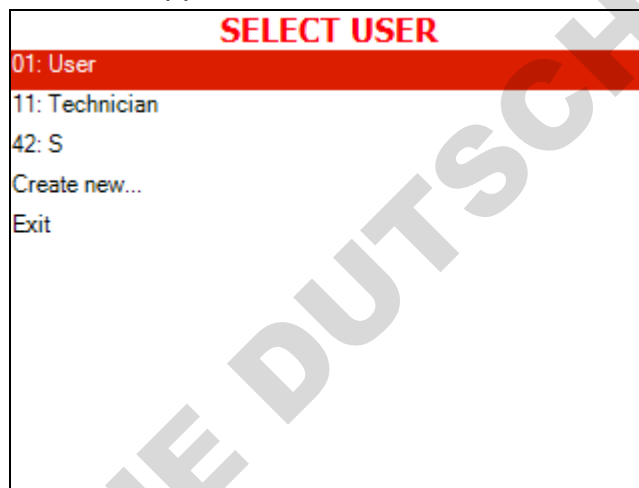 SELECT USER
01: User
11: Technician
42: S
Create new...
Exit